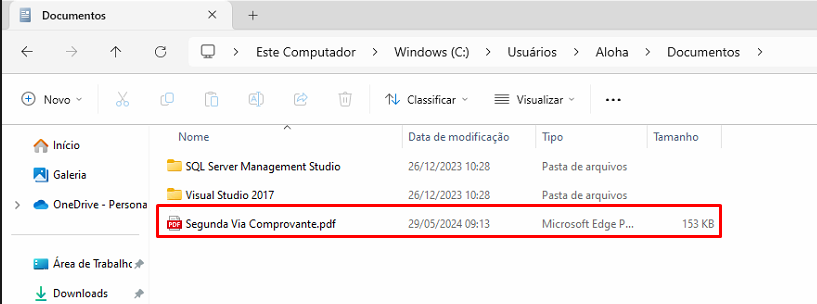 Documentos
Este Computador > Windows (C:) > Usuários > Aloha > Documentos >
Novo Classificar Visualizar ...
Nome Data de modificação Tipo Tamanho
Início
Galeria
OneDrive - Persona
Área de Trabalho
Downloads
SQL Server Management Studio 26/12/2023 10:28 Pasta de arquivos
Visual Studio 2017 26/12/2023 10:28 Pasta de arquivos
PDF Segunda Via Comprovante.pdf 29/05/2024 09:13 Microsoft Edge P... 153 KB